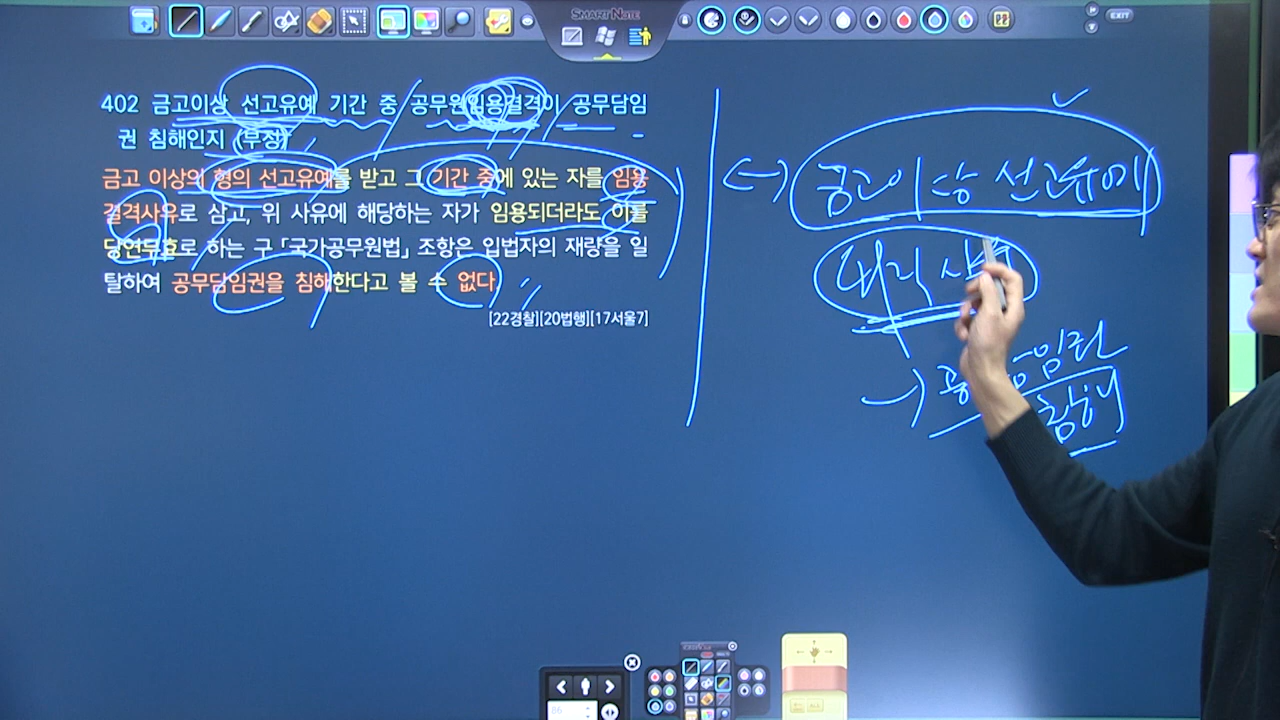 SMART NOTE
EXIT
402 금고이상 선고유예 기간 중 공무원임용결격이 공무담임
권 침해인지 (부정)
금고 이상의 형의 선고유예를 받고 그 기간 중에 있는 자를 임용
결격사유로 삼고, 위 사유에 해당하는 자가 임용되더라도 이를
당연무효로 하는 구 「국가공무원법」 조항은 입법자의 재량을 일
탈하여 공무담임권을 침해한다고 볼 수 없다.
[22경찰][20법행][17서울7]
금고이상 선고유예
임권
침해